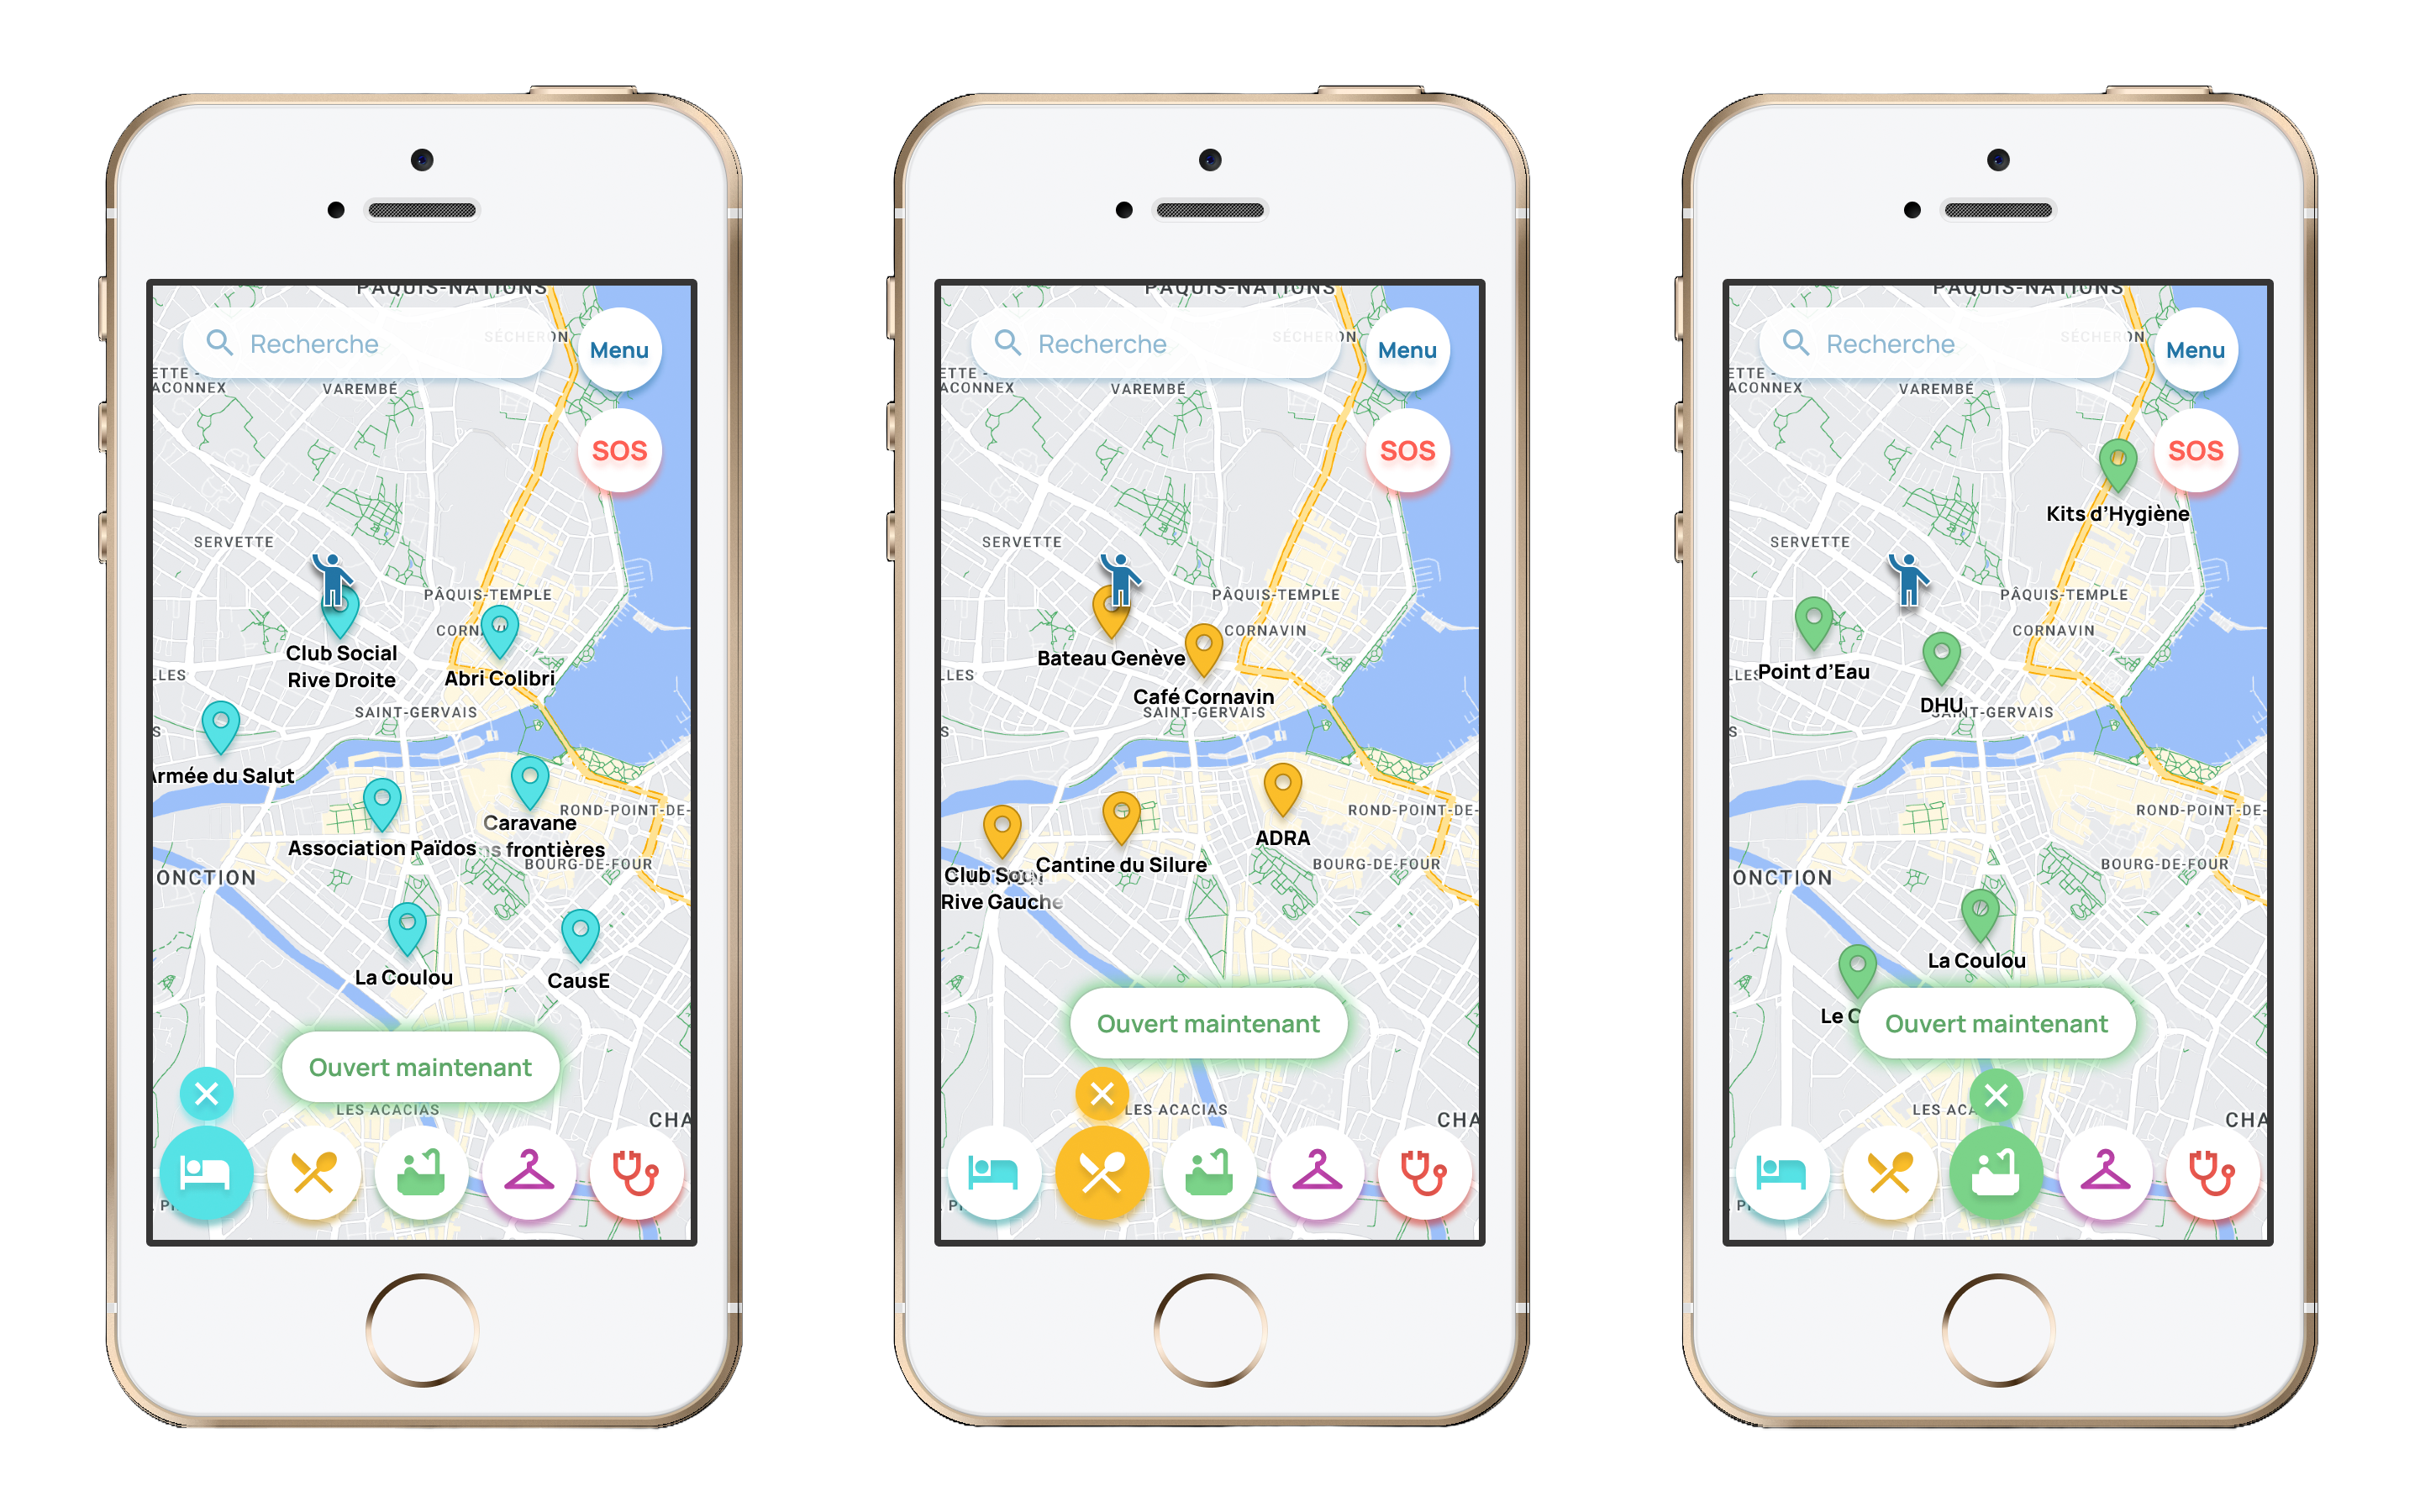 PÂQUIS-NATIONS
Recherche
SÉCHERON
Menu
ETTE -
ACONNEX
VAREMBÉ
SOS
SERVETTE
PÂQUIS-TEMPLE
Club Social
Rive Droite
Abri Colibri
LLES
SAINT-GERVAIS
Armée du Salut
Caravane
ROND-POINT-DE-
Association Païdos
ns frontières
BOURG-DE-FOUR
ONCTION
La Coulou
CausE
Ouvert maintenant
LES ACACIAS
CHA
PÂQUIS-NATIONS
Recherche
SÉCHERON
Menu
ETTE -
ACONNEX
VAREMBÉ
SOS
SERVETTE
PÂQUIS-TEMPLE
CORNAVIN
Bateau Genève
LLES
Café Cornavin
SAINT-GERVAIS
S
ROND-POINT-DE-
ADRA
Cantine du Silure
BOURG-DE-FOUR
Club Social
Rive Gauche
Ouvert maintenant
LES ACACIAS
CHA
PÂQUIS-NATIONS
Recherche
SÉCHERON
Menu
ETTE -
ACONNEX
VAREMBÉ
SOS
Kits d’Hygiène
SERVETTE
PÂQUIS-TEMPLE
CORNAVIN
LLES
Point d’Eau
DHU
SAINT-GERVAIS
S
ROND-POINT-DE-
BOURG-DE-FOUR
ONCTION
La Coulou
Le C
Ouvert maintenant
LES ACA
CHA